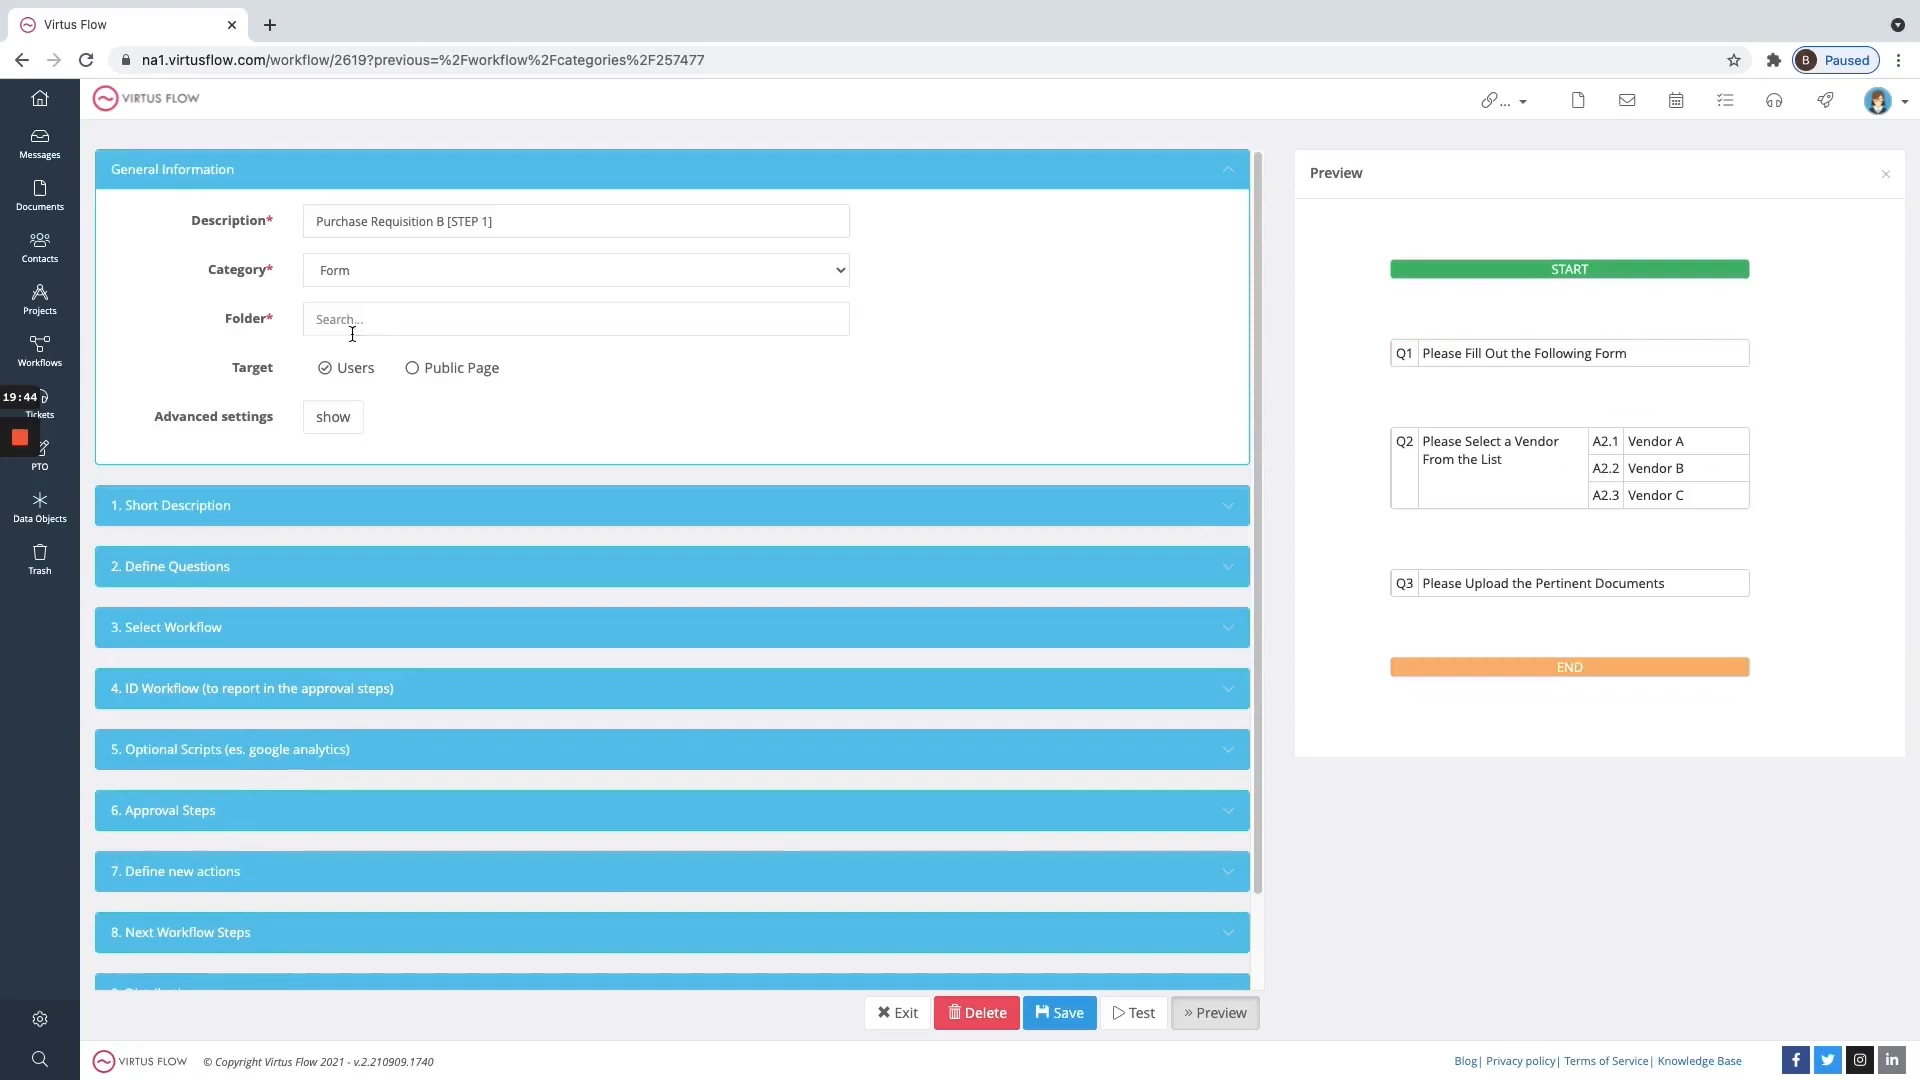 Virtus Flow
na1.virtusflow.com/workflow/2619?previous=%2Fworkflow%2Fcategories%2F257477
B Paused
VIRTUS FLOW
...
Messages
Documents
Contacts
Projects
Workflows
19:44
Tickets
PTO
Data Objects
Trash
General Information
Description* Purchase Requisition B [STEP 1]
Category* Form
Folder* Search...
Target Users Public Page
Advanced settings show
1. Short Description
2. Define Questions
3. Select Workflow
4. ID Workflow (to report in the approval steps)
5. Optional Scripts (es. google analytics)
6. Approval Steps
7. Define new actions
8. Next Workflow Steps
Preview
START
Q1 Please Fill Out the Following Form
Q2 Please Select a Vendor From the List
A2.1 Vendor A
A2.2 Vendor B
A2.3 Vendor C
Q3 Please Upload the Pertinent Documents
END
Exit Delete Save Test » Preview
VIRTUS FLOW © Copyright Virtus Flow 2021 - v.2.210909.1740
Blog| Privacy policy| Terms of Service| Knowledge Base